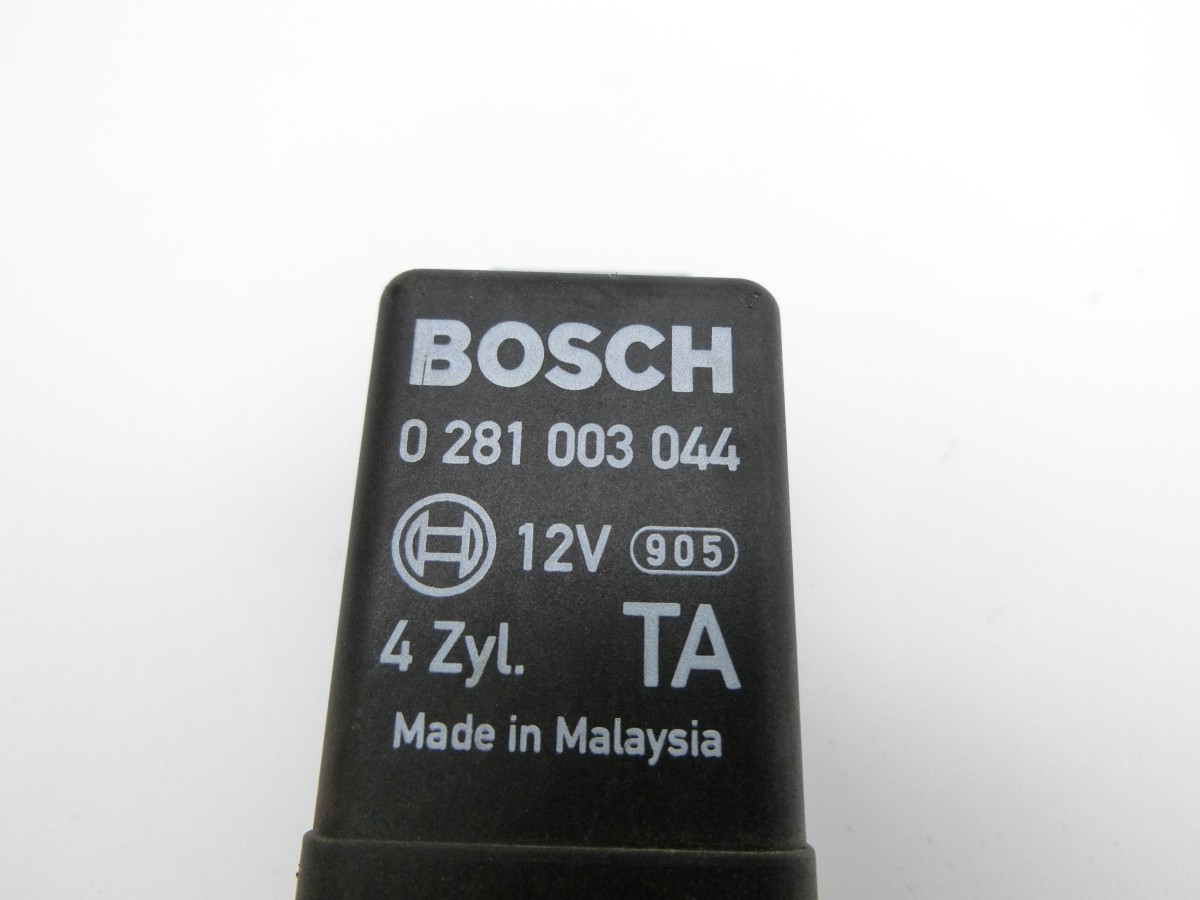 BOSCH
0 281 003 044
12V 905
4 Zyl. TA
Made in Malaysia